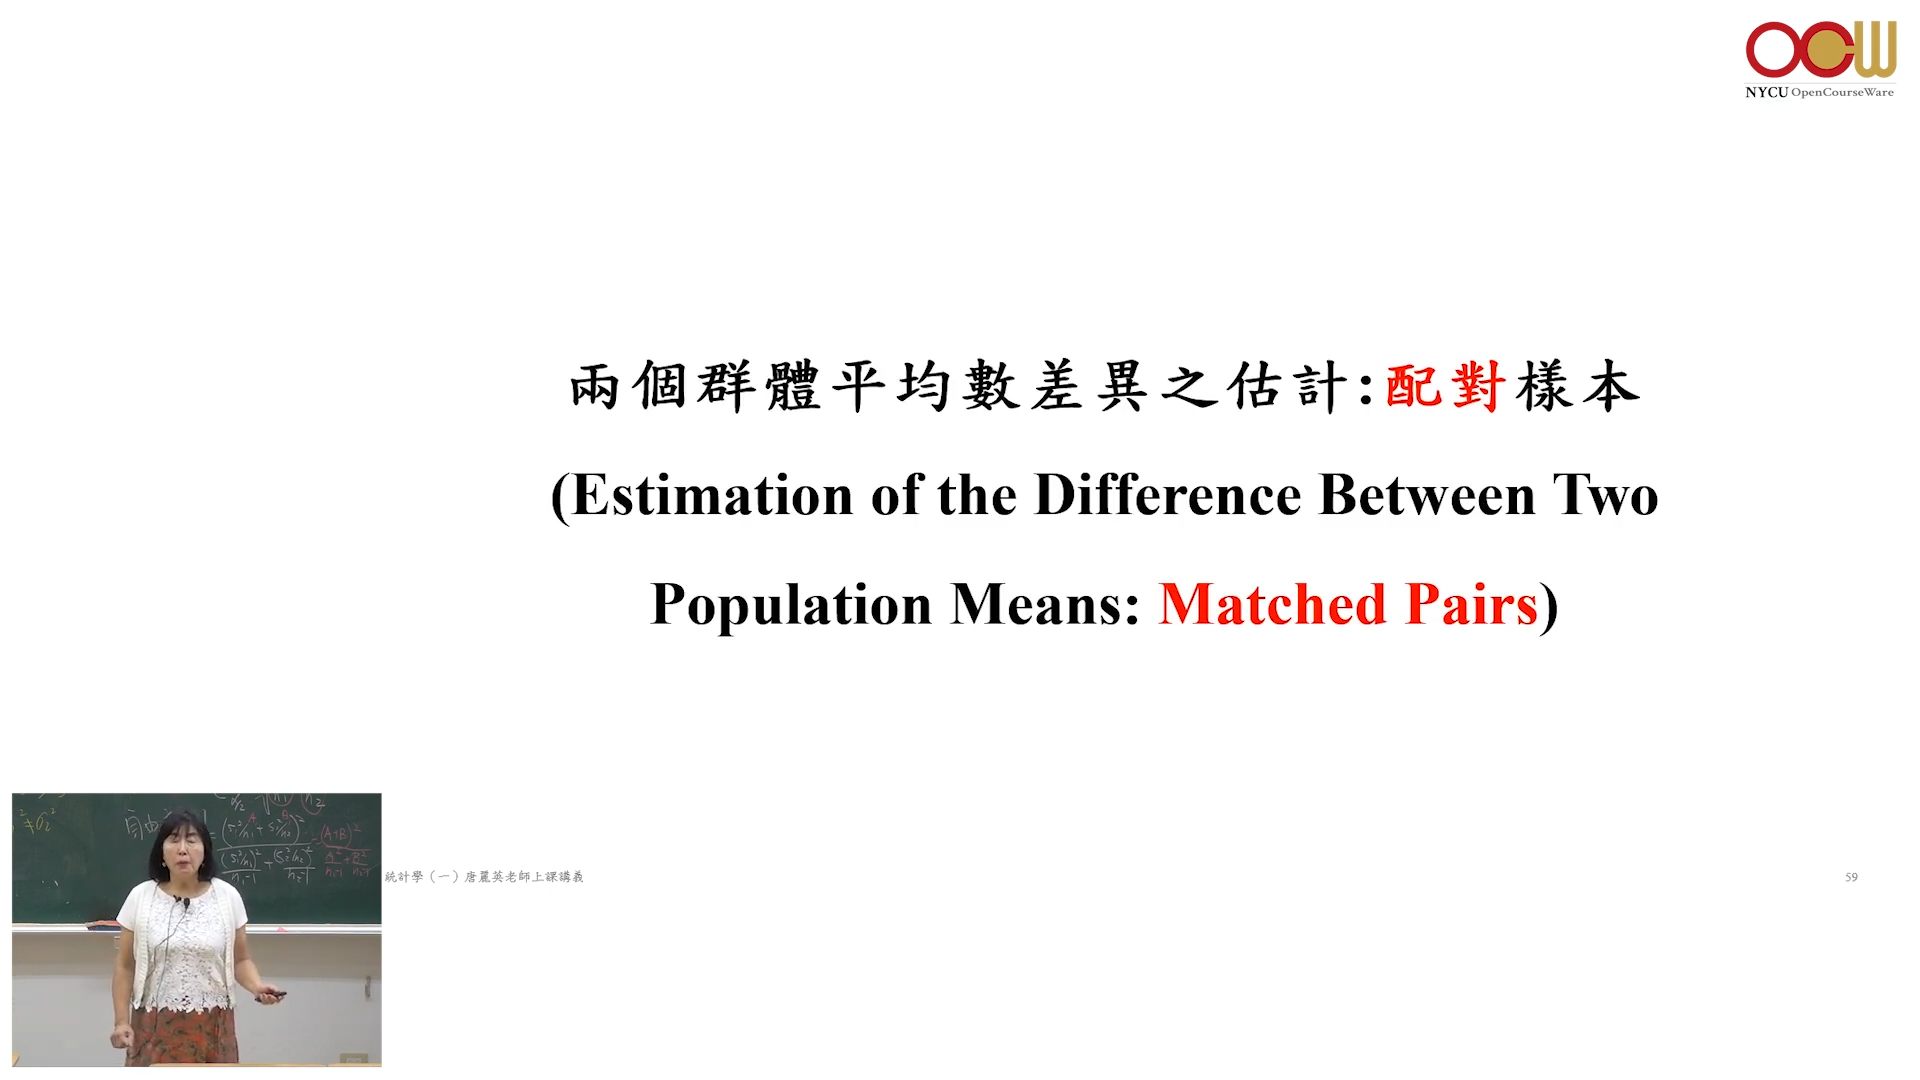 OCW
NYCU OpenCourseWare
兩個群體平均數差異之估計:配對樣本
(Estimation of the Difference Between Two
Population Means: Matched Pairs)
統計學（一）唐麗英老師上課講義
59